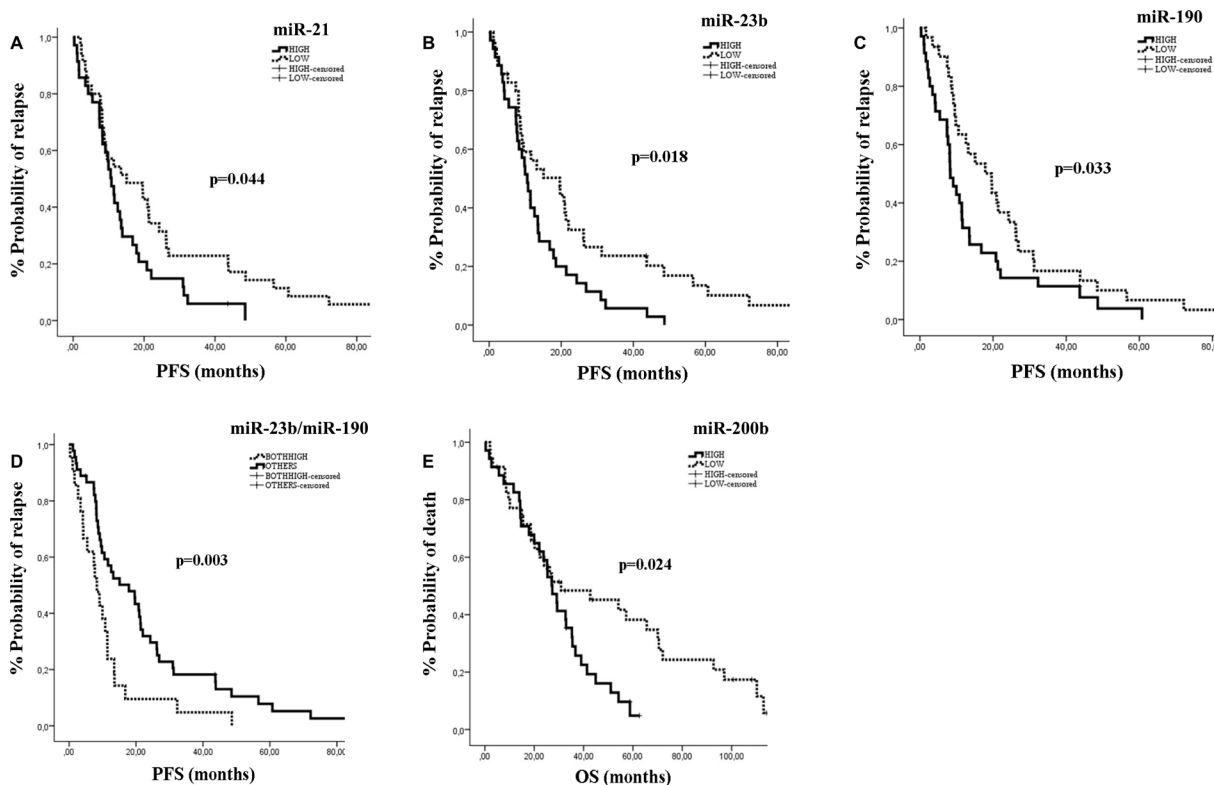 A
miR-21
HIGH
LOW
HIGH-censored
LOW-censored
% Probability of relapse
1,0
0,8
0,6
0,4
0,2
0,0
p=0.044
,00
20,00
40,00
60,00
80,00
PFS (months)
B
miR-23b
HIGH
LOW
HIGH-censored
LOW-censored
% Probability of relapse
1,0
0,8
0,6
0,4
0,2
0,0
p=0.018
,00
20,00
40,00
60,00
80,00
PFS (months)
C
miR-190
HIGH
LOW
HIGH-censored
LOW-censored
% Probability of relapse
1,0
0,8
0,6
0,4
0,2
0,0
p=0.033
,00
20,00
40,00
60,00
80,00
PFS (months)
D
miR-23b/miR-190
BOTHHIGH
OTHERS
BOTHHIGH-censored
OTHERS-censored
% Probability of relapse
1,0
0,8
0,6
0,4
0,2
0,0
p=0.003
,00
20,00
40,00
60,00
80,00
PFS (months)
E
miR-200b
HIGH
LOW
HIGH-censored
LOW-censored
% Probability of death
1,0
0,8
0,6
0,4
0,2
0,0
p=0.024
,00
20,00
40,00
60,00
80,00
100,00
OS (months)